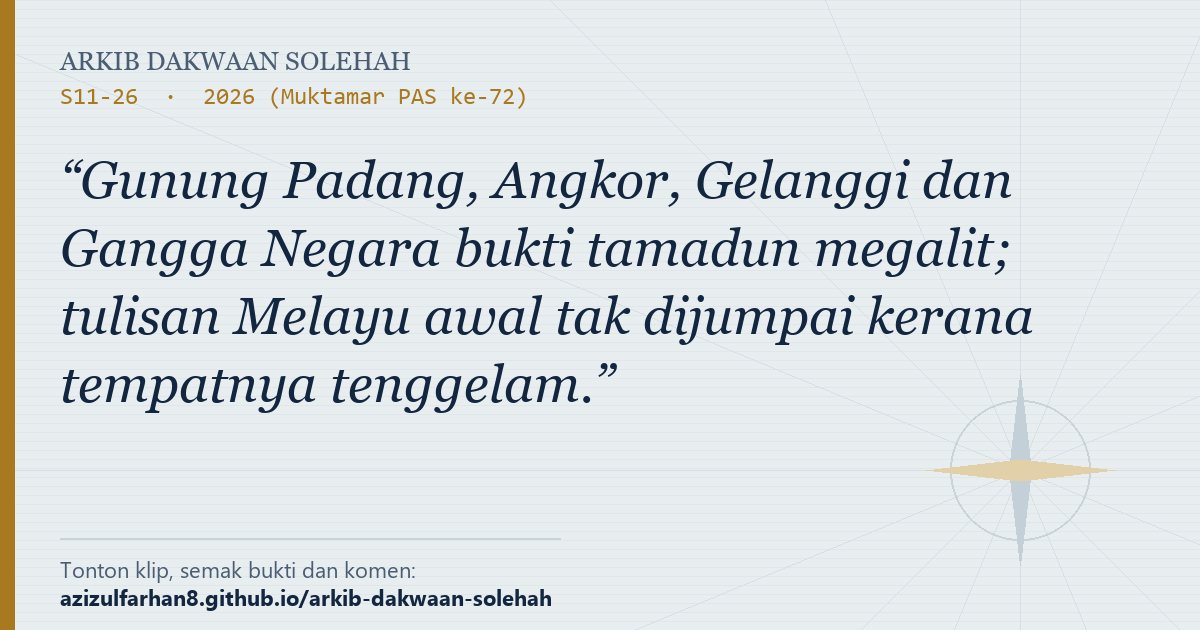 ARKIB DAKWAAN SOLEHAH
S11-26 · 2026 (Muktamar PAS ke-72)
“Gunung Padang, Angkor, Gelanggi dan
Gangga Negara bukti tamadun megalit;
tulisan Melayu awal tak dijumpai kerana
tempatnya tenggelam.”
Tonton klip, semak bukti dan komen:
azizulfarhan8.github.io/arkib-dakwaan-solehah